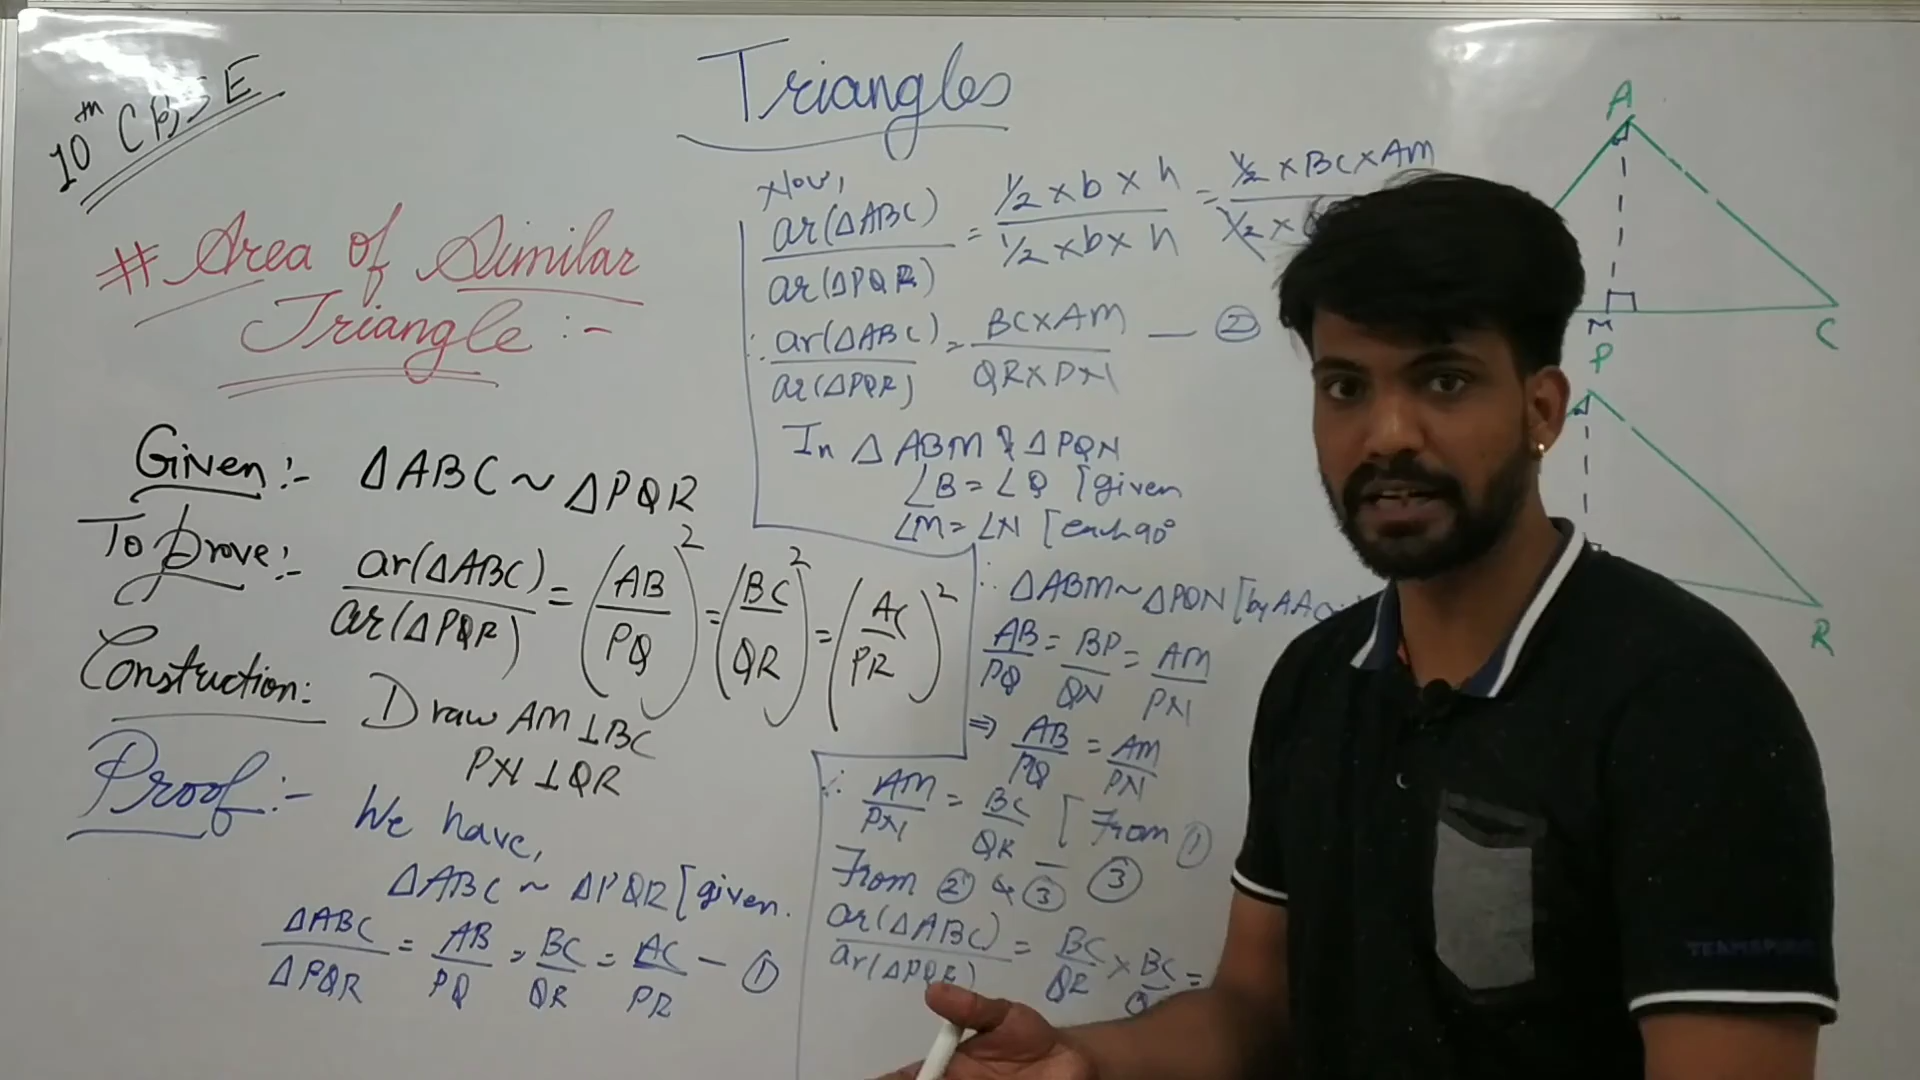 10th CBSE
Triangles
# Area of Similar
Triangle :-
Given :- ΔABC ~ ΔPQR
To prove :- ar(ΔABC)/ar(ΔPQR) = (AB/PQ)² = (BC/QR)² = (AC/PR)²
Construction: Draw AM ⊥ BC
PN ⊥ QR
Proof :- We have,
ΔABC ~ ΔPQR [given.
ΔABC/ΔPQR = AB/PQ = BC/QR = AC/PR — ①
Now,
ar(ΔABC)/ar(ΔPQR) = ½ × b × h / ½ × b × h = ½ × BC × AM / ½ ×
∴ ar(ΔABC)/ar(ΔPQR) = BC × AM / QR × PN — ②
In Δ ABM & Δ PQN
∠B = ∠Q [given
∠M = ∠N [each 90°
∴ ΔABM ~ ΔPQN [by AA
AB/PQ = BP/QN = AM/PN
⇒ AB/PQ = AM/PN
∴ AM/PN = BC/QR [From ①
— ③
From ② & ③
ar(ΔABC)/ar(ΔPQR) = BC/QR × BC/Q =
A
M
C
P
R